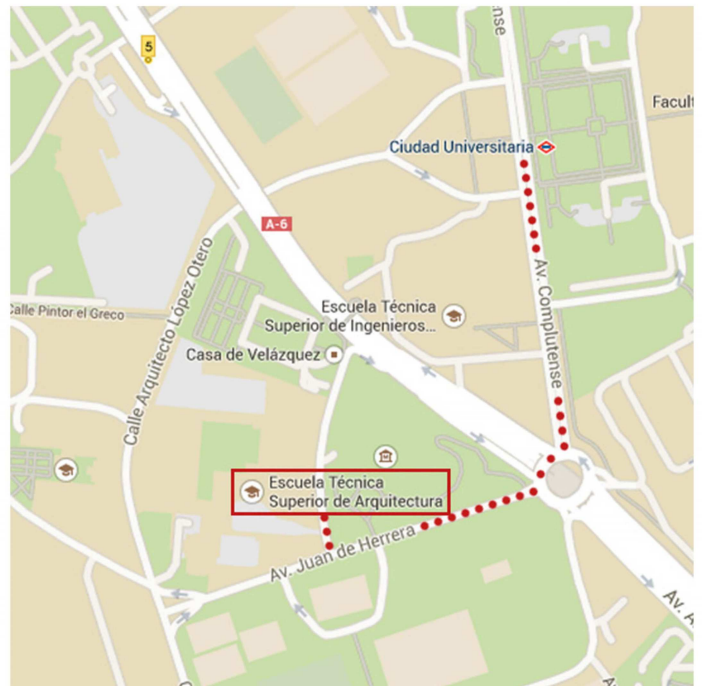 5
nse
Facult
Ciudad Universitaria
A-6
Calle Arquitecto López Otero
Av. Complutense
Calle Pintor el Greco
Escuela Técnica
Superior de Ingenieros...
Casa de Velázquez
Escuela Técnica
Superior de Arquitectura
Av. Juan de Herrera
Av. A